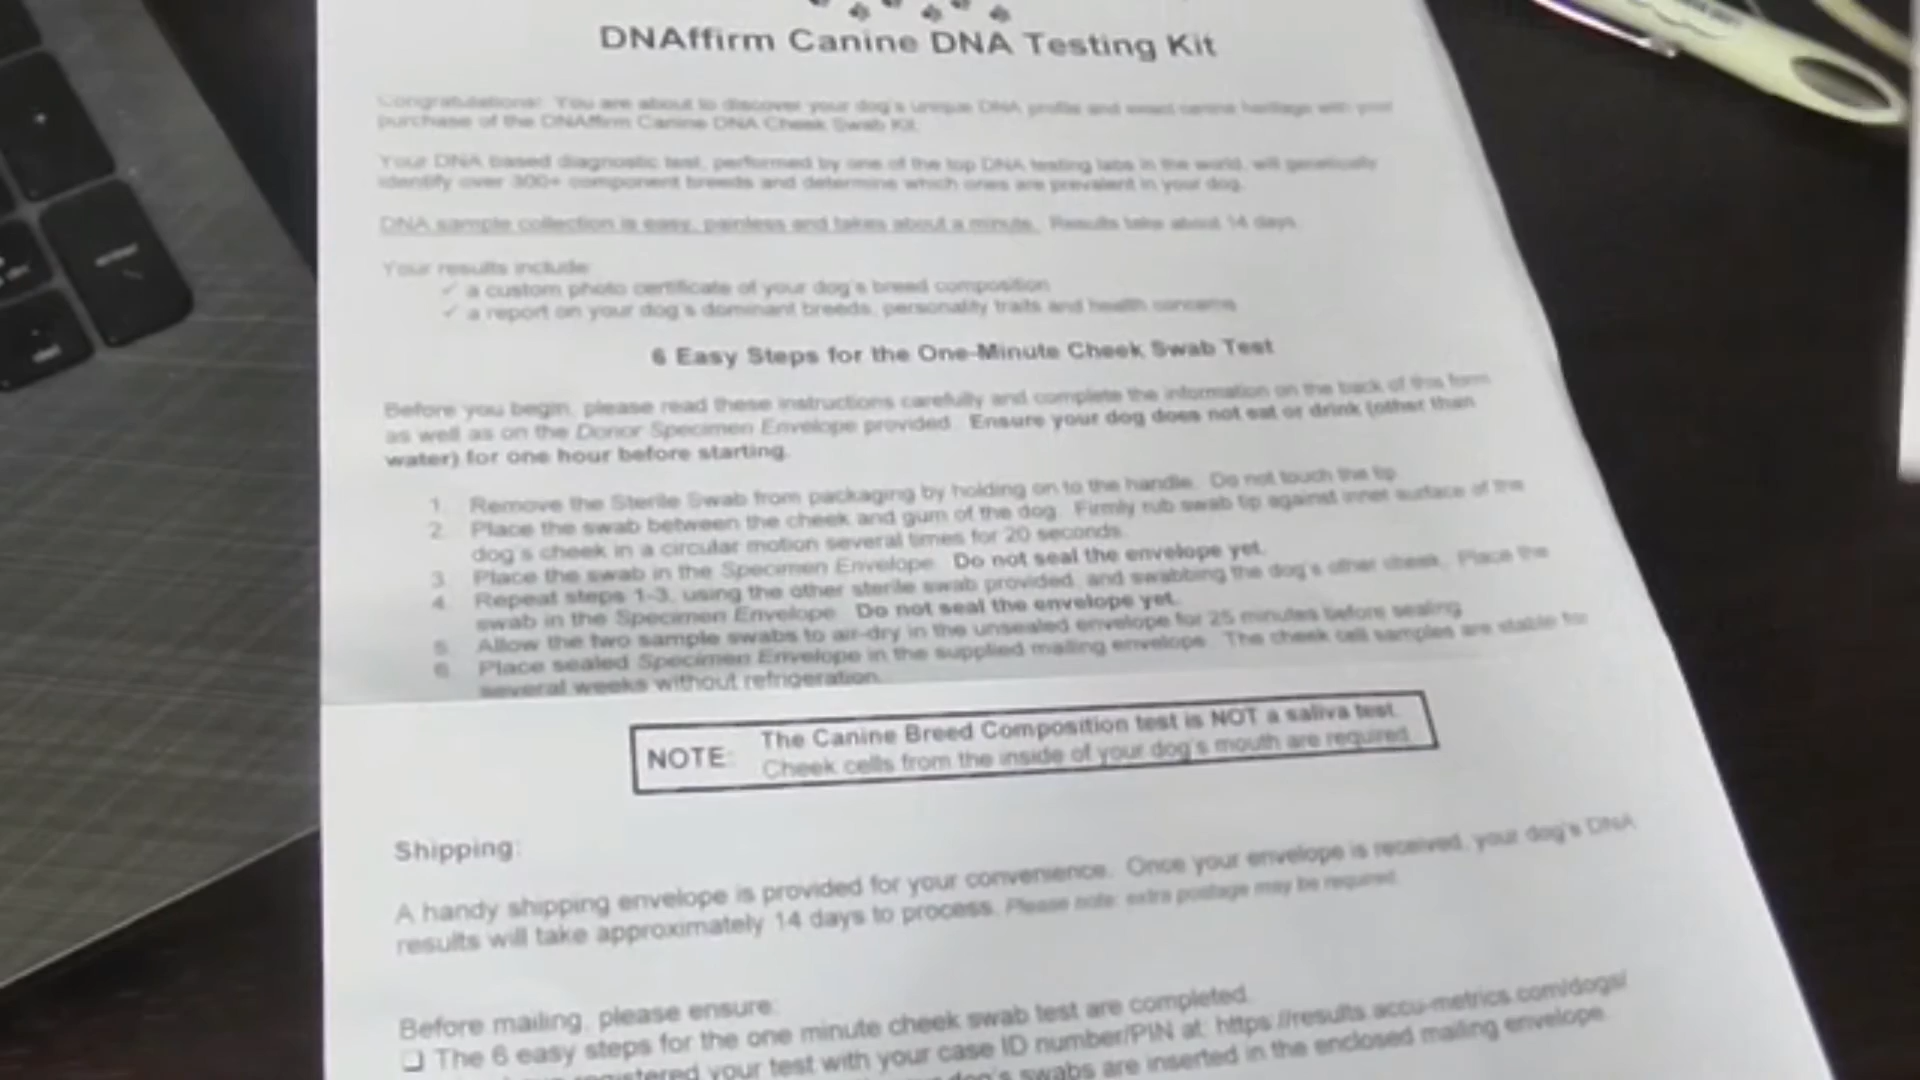 DNAffirm Canine DNA Testing Kit
Congratulations! You are about to discover your dog's unique DNA profile and exact canine heritage with your
purchase of the DNAffirm Canine DNA Cheek Swab Kit.
Your DNA based diagnostic test, performed by one of the top DNA testing labs in the world, will genetically
identify over 300+ component breeds and determine which ones are prevalent in your dog.
DNA sample collection is easy, painless and takes about a minute. Results take about 14 days.
Your results include:
✓ a custom photo certificate of your dog's breed composition
✓ a report on your dog's dominant breeds, personality traits and health concerns
6 Easy Steps for the One-Minute Cheek Swab Test
Before you begin, please read these instructions carefully and complete the information on the back of this form
as well as on the Donor Specimen Envelope provided. Ensure your dog does not eat or drink (other than
water) for one hour before starting.
1. Remove the Sterile Swab from packaging by holding on to the handle. Do not touch the tip.
2. Place the swab between the cheek and gum of the dog. Firmly rub swab tip against inner surface of the
dog's cheek in a circular motion several times for 20 seconds.
3. Place the swab in the Specimen Envelope. Do not seal the envelope yet.
4. Repeat steps 1-3, using the other sterile swab provided, and swabbing the dog's other cheek. Place the
swab in the Specimen Envelope. Do not seal the envelope yet.
5. Allow the two sample swabs to air-dry in the unsealed envelope for 25 minutes before sealing.
6. Place sealed Specimen Envelope in the supplied mailing envelope. The cheek cell samples are stable for
several weeks without refrigeration.
NOTE: The Canine Breed Composition test is NOT a saliva test.
Cheek cells from the inside of your dog's mouth are required.
Shipping:
A handy shipping envelope is provided for your convenience. Once your envelope is received, your dog's DNA
results will take approximately 14 days to process. Please note: extra postage may be required.
Before mailing, please ensure:
❏ The 6 easy steps for the one minute cheek swab test are completed.
registered your test with your case ID number/PIN at: https://results.accu-metrics.com/dogs/
dog's swabs are inserted in the enclosed mailing envelope.